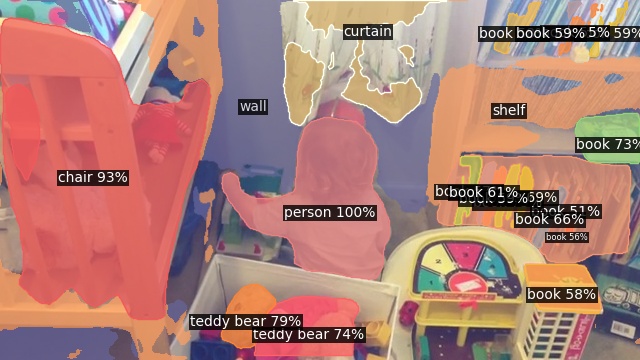 curtain
book book 59% 5% 59%
wall
shelf
book 73%
chair 93%
book 61%
59%
book 51%
person 100%
book 66%
book 56%
book 58%
teddy bear 79%
teddy bear 74%